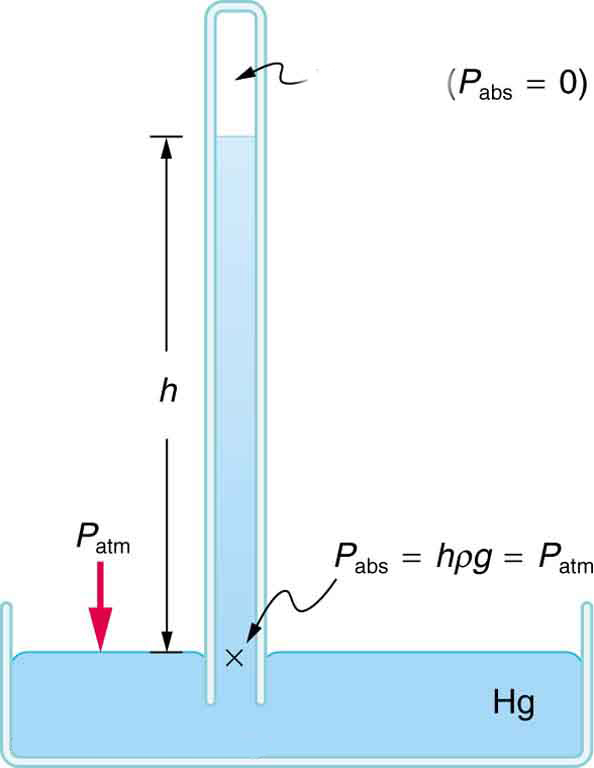 (Pabs = 0)
h
Patm
Pabs = hρg = Patm
×
Hg